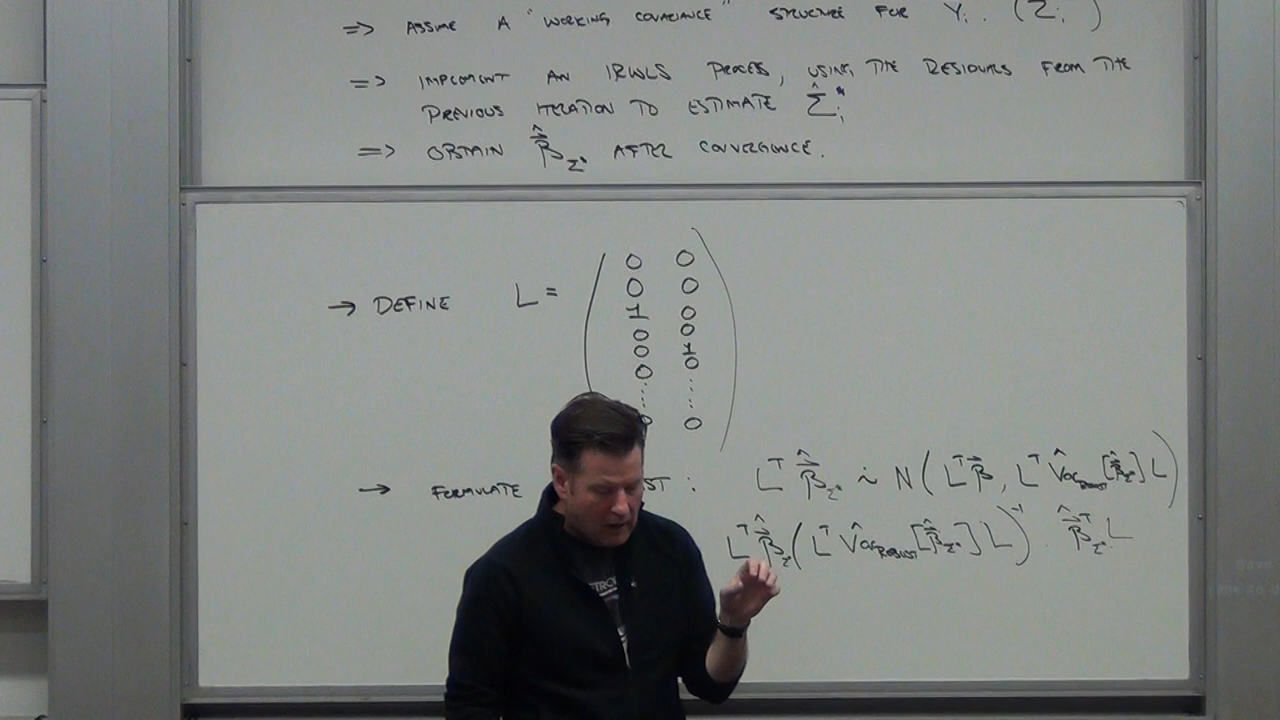 => ASSUME A "WORKING COVARIANCE" STRUCTURE FOR Y_i. (Σ_i)
=> IMPLEMENT AN IRWLS PROCESS, USING THE RESIDUALS FROM THE
PREVIOUS ITERATION TO ESTIMATE Σ̂*_i
=> OBTAIN β̂_Σ* AFTER CONVERGENCE.
→ DEFINE L = ( 0 0
0 0
1 0
0 0
0 1
0 0
⋮ ⋮
0 0 )
→ FORMULATE ST: L^T β̂_Σ* ~ N(L^T β, L^T V̂ar_ROBUST[β̂_Σ*] L)
L^T β̂_Σ* (L^T V̂ar_ROBUST[β̂_Σ*] L)^-1 . β̂^T_Σ* L